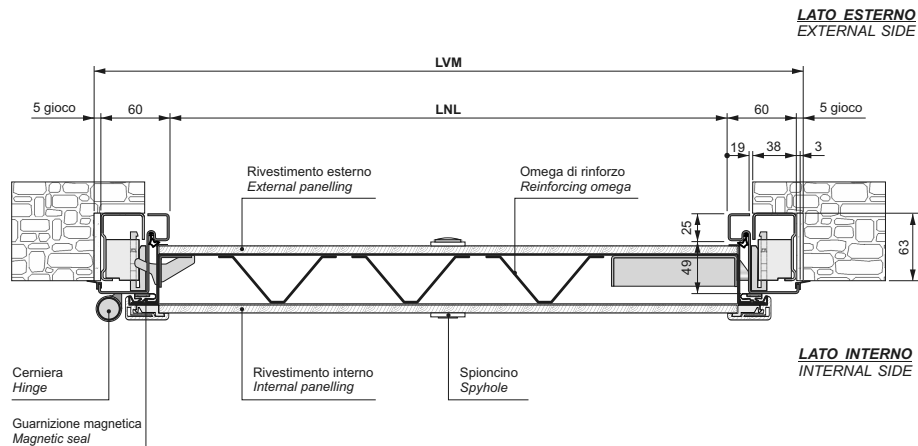 LATO ESTERNO
EXTERNAL SIDE
LVM
5 gioco
60
LNL
60
5 gioco
19
38
3
Rivestimento esterno
External panelling
Omega di rinforzo
Reinforcing omega
25
49
63
LATO INTERNO
INTERNAL SIDE
Cerniera
Hinge
Rivestimento interno
Internal panelling
Spioncino
Spyhole
Guarnizione magnetica
Magnetic seal